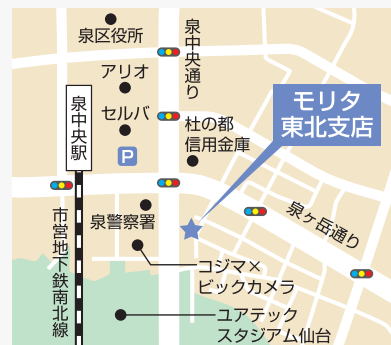 泉区役所
泉中央通り
アリオ
セルバ
泉中央駅
P
杜の都
信用金庫
モリタ
東北支店
泉警察署
泉ヶ岳通り
市営地下鉄南北線
コジマ×
ビックカメラ
ユアテック
スタジアム仙台